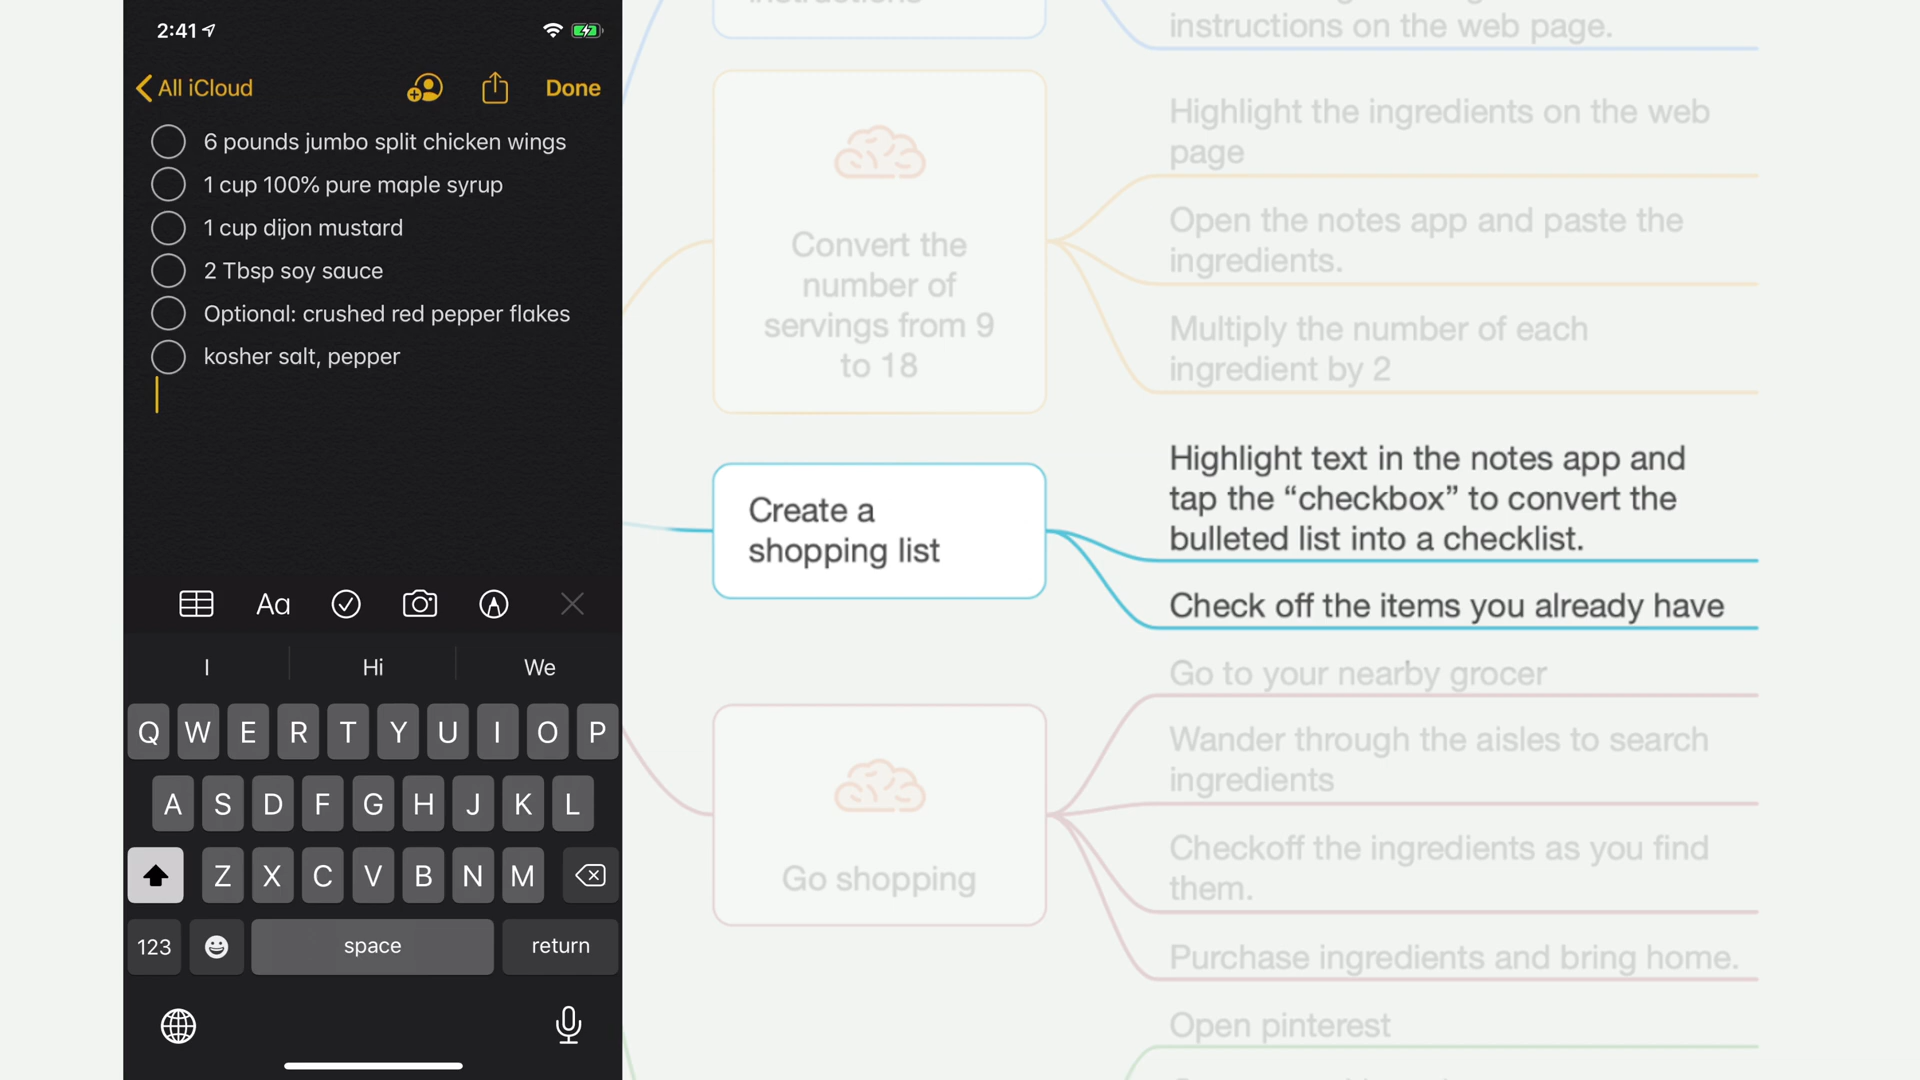 2:41
All iCloud
Done
6 pounds jumbo split chicken wings
1 cup 100% pure maple syrup
1 cup dijon mustard
2 Tbsp soy sauce
Optional: crushed red pepper flakes
kosher salt, pepper
Aa
I Hi We
Q W E R T Y U I O P
A S D F G H J K L
Z X C V B N M
123 space return
instructions
instructions on the web page.
Convert the
number of
servings from 9
to 18
Highlight the ingredients on the web
page
Open the notes app and paste the
ingredients.
Multiply the number of each
ingredient by 2
Create a
shopping list
Highlight text in the notes app and
tap the “checkbox” to convert the
bulleted list into a checklist.
Check off the items you already have
Go shopping
Go to your nearby grocer
Wander through the aisles to search
ingredients
Checkoff the ingredients as you find
them.
Purchase ingredients and bring home.
Open pinterest